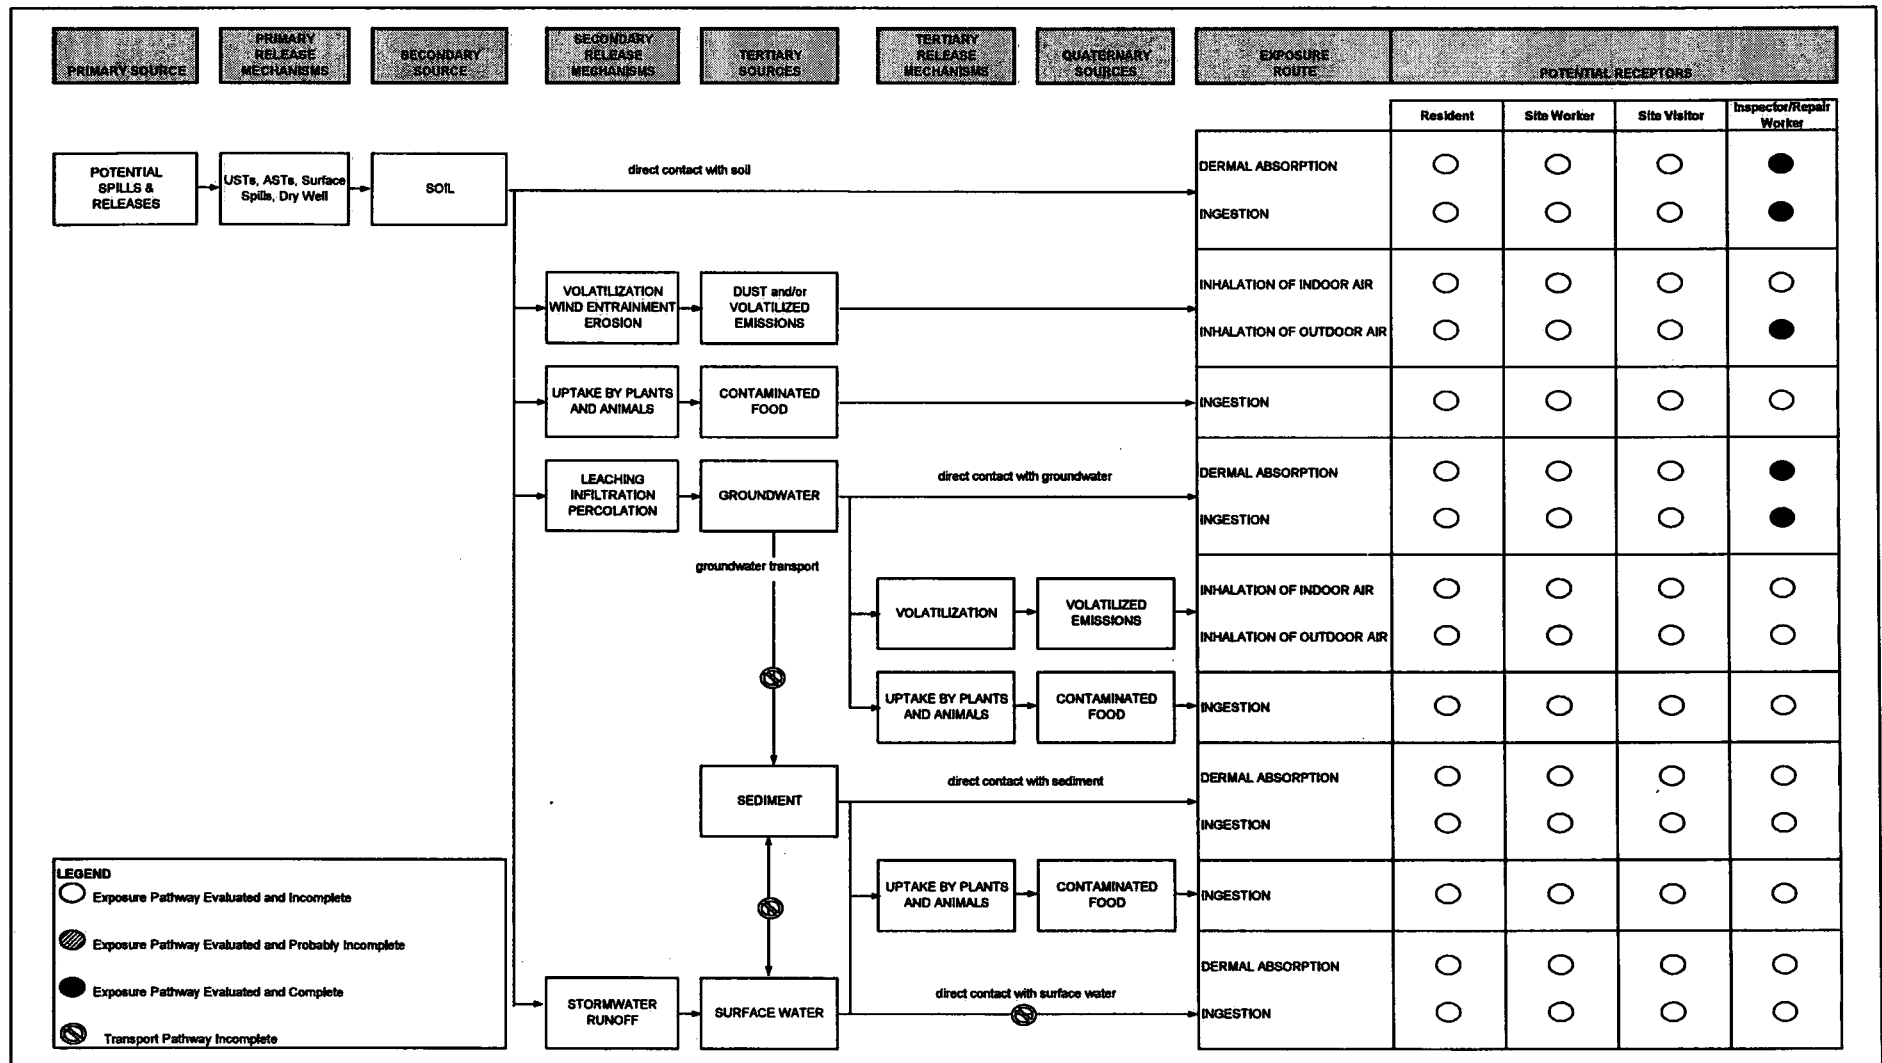 PRIMARY SOURCE
PRIMARY
RELEASE
MECHANISMS
SECONDARY
SOURCE
SECONDARY
RELEASE
MECHANISMS
TERTIARY
SOURCES
TERTIARY
RELEASE
MECHANISMS
QUATERNARY
SOURCES
EXPOSURE
ROUTE
POTENTIAL RECEPTORS
Resident
Site Worker
Site Visitor
Inspector/Repair
Worker
POTENTIAL
SPILLS &
RELEASES
USTs, ASTs, Surface
Spills, Dry Well
SOIL
direct contact with soil
DERMAL ABSORPTION
INGESTION
VOLATILIZATION
WIND ENTRAINMENT
EROSION
DUST and/or
VOLATILIZED
EMISSIONS
INHALATION OF INDOOR AIR
INHALATION OF OUTDOOR AIR
UPTAKE BY PLANTS
AND ANIMALS
CONTAMINATED
FOOD
INGESTION
LEACHING
INFILTRATION
PERCOLATION
GROUNDWATER
direct contact with groundwater
DERMAL ABSORPTION
INGESTION
groundwater transport
VOLATILIZATION
VOLATILIZED
EMISSIONS
INHALATION OF INDOOR AIR
INHALATION OF OUTDOOR AIR
UPTAKE BY PLANTS
AND ANIMALS
CONTAMINATED
FOOD
INGESTION
SEDIMENT
direct contact with sediment
DERMAL ABSORPTION
INGESTION
UPTAKE BY PLANTS
AND ANIMALS
CONTAMINATED
FOOD
INGESTION
STORMWATER
RUNOFF
SURFACE WATER
direct contact with surface water
DERMAL ABSORPTION
INGESTION
LEGEND
Exposure Pathway Evaluated and Incomplete
Exposure Pathway Evaluated and Probably Incomplete
Exposure Pathway Evaluated and Complete
Transport Pathway Incomplete